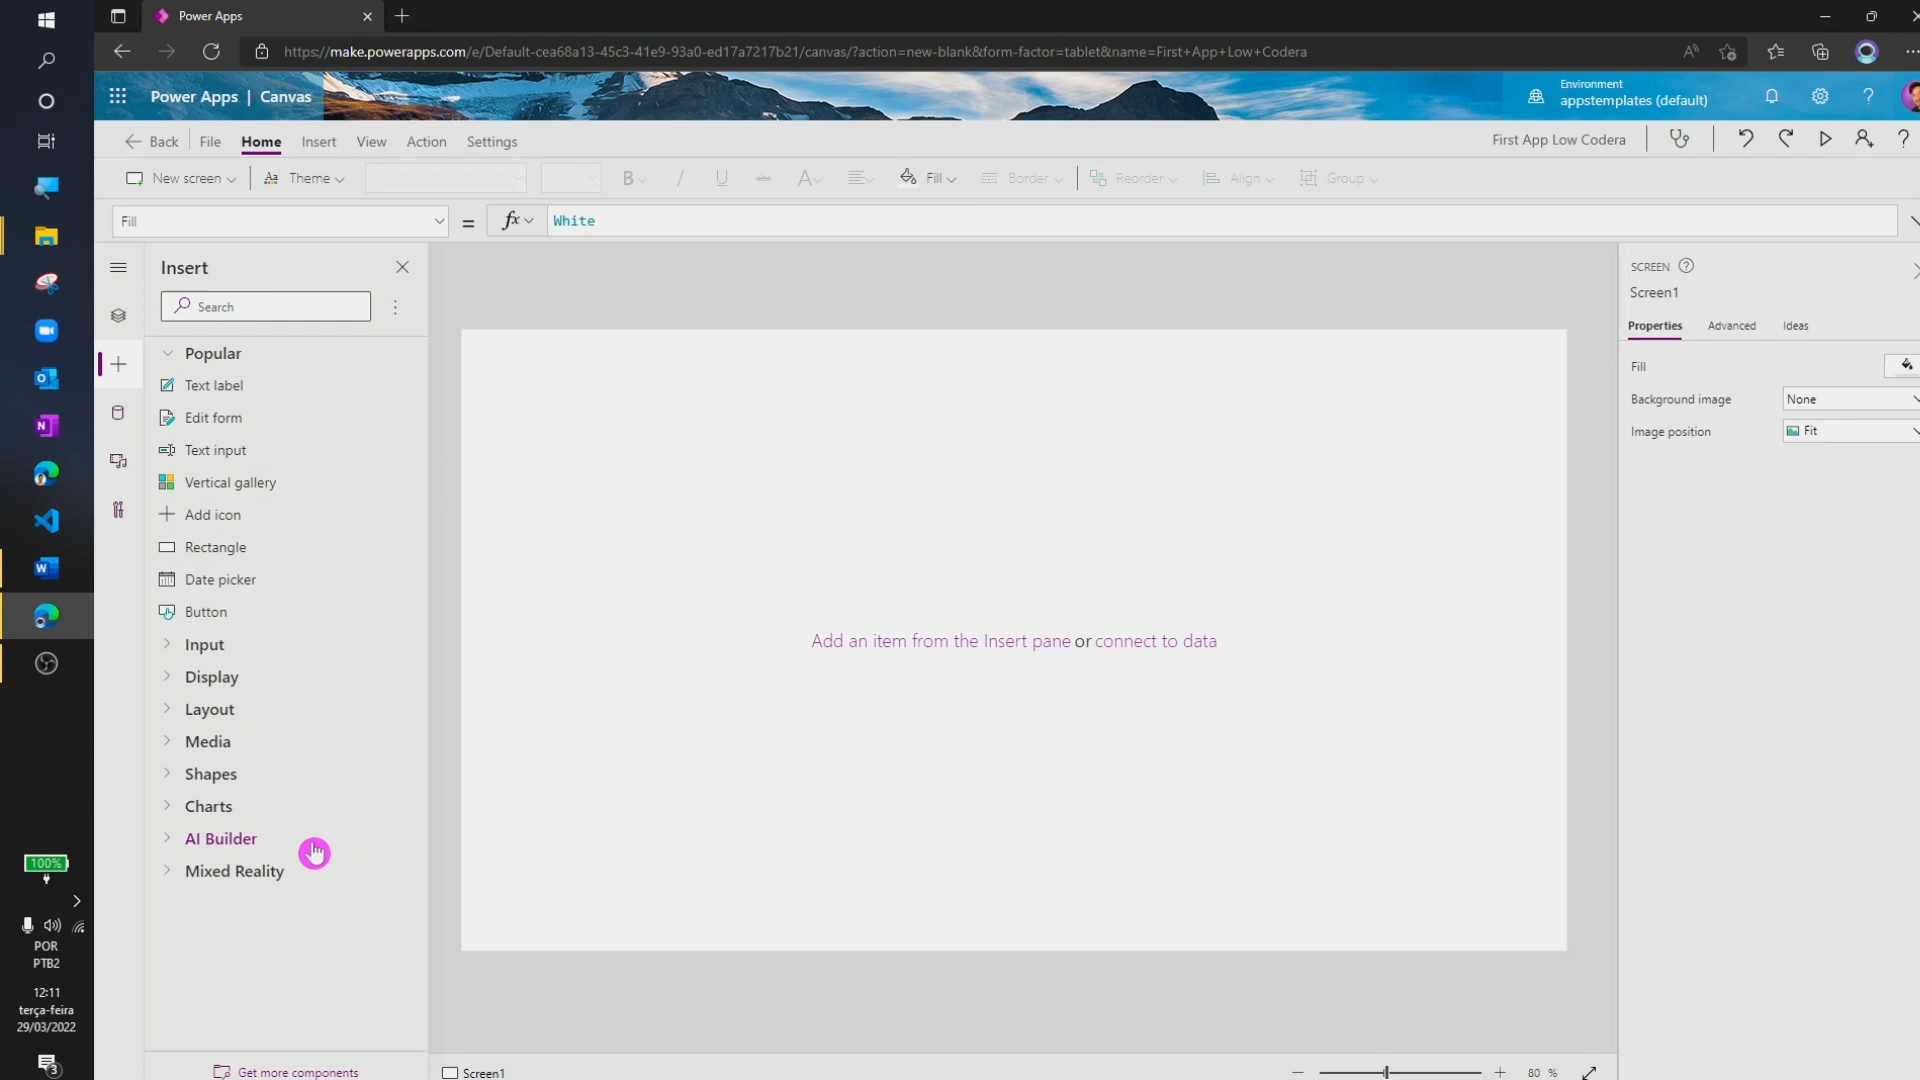 Power Apps
https://make.powerapps.com/e/Default-cea68a13-45c3-41e9-93a0-ed17a7217b21/canvas/?action=new-blank&form-factor=tablet&name=First+App+Low+Codera
Power Apps | Canvas
Environment
appstemplates (default)
Back File Home Insert View Action Settings
First App Low Codera
New screen Theme B / U abc A Fill Border Reorder Align Group
Fill = fx White
Insert
Search
Popular
Text label
Edit form
Text input
Vertical gallery
Add icon
Rectangle
Date picker
Button
Input
Display
Layout
Media
Shapes
Charts
AI Builder
Mixed Reality
Get more components
Add an item from the Insert pane or connect to data
SCREEN
Screen1
Properties Advanced Ideas
Fill
Background image None
Image position Fit
Screen1
80 %
100%
POR
PTB2
12:11
terça-feira
29/03/2022
3